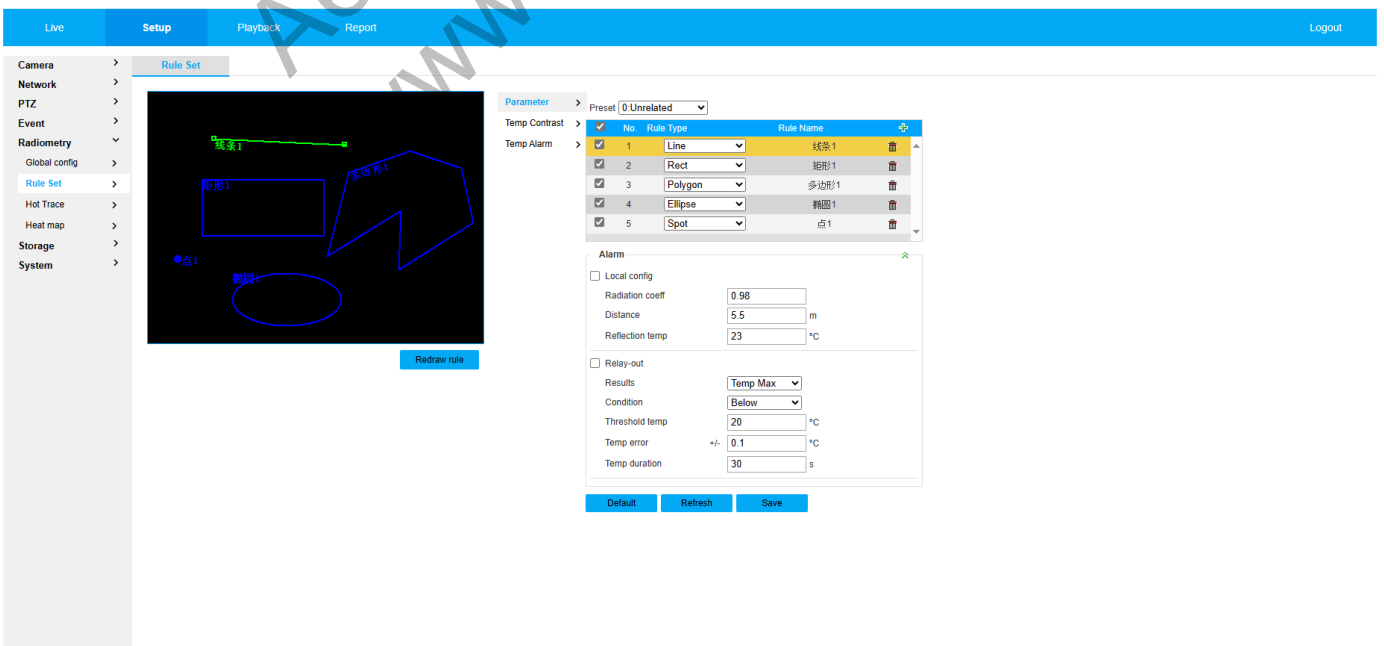 Live Setup Playback Report Logout
Camera
Network
PTZ
Event
Radiometry
Global config
Rule Set
Hot Trace
Heat map
Storage
System
Rule Set
线条1
矩形1
多边形1
点1
椭圆1
Redraw rule
Parameter
Temp Contrast
Temp Alarm
Preset 0:Unrelated
No. Rule Type Rule Name
1 Line 线条1
2 Rect 矩形1
3 Polygon 多边形1
4 Ellipse 椭圆1
5 Spot 点1
Alarm
Local config
Radiation coeff 0.98
Distance 5.5 m
Reflection temp 23 °C
Relay-out
Results Temp Max
Condition Below
Threshold temp 20 °C
Temp error +/- 0.1 °C
Temp duration 30 s
Default Refresh Save